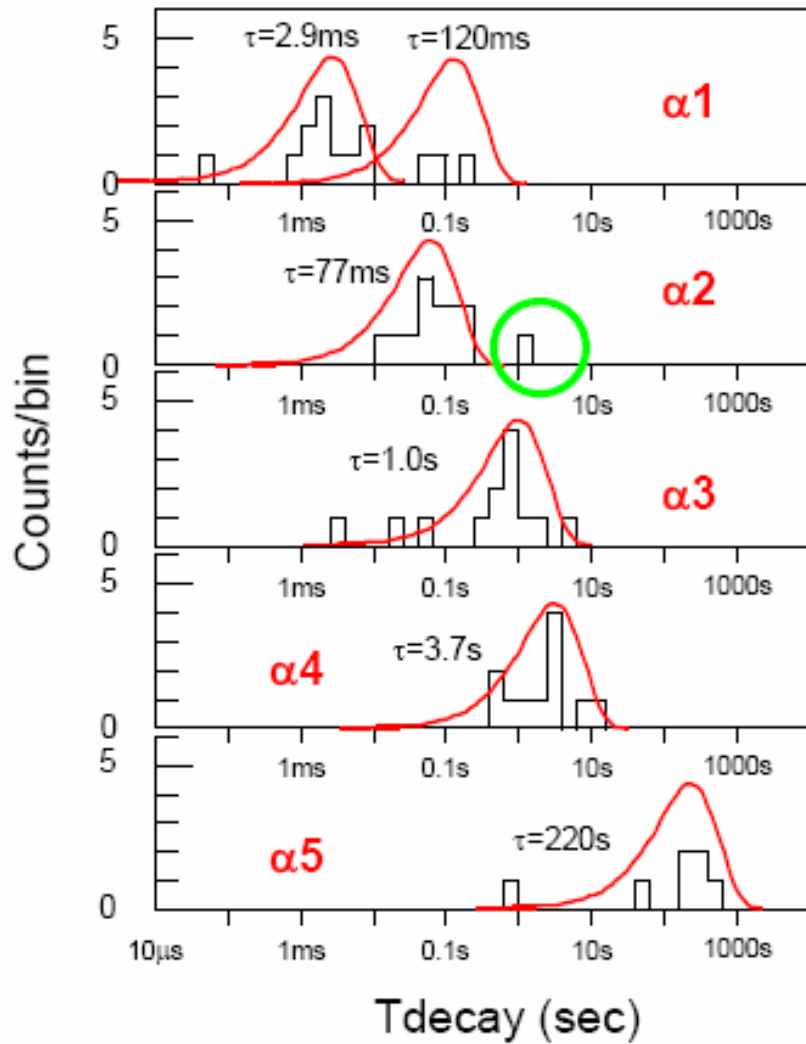 5
τ=2.9ms τ=120ms
α1
0
1ms 0.1s 10s 1000s
5
τ=77ms
α2
0
1ms 0.1s 10s 1000s
5
τ=1.0s
α3
0
1ms 0.1s 10s 1000s
5
τ=3.7s
α4
0
1ms 0.1s 10s 1000s
5
τ=220s
α5
0
10μs 1ms 0.1s 10s 1000s
Counts/bin
Tdecay (sec)